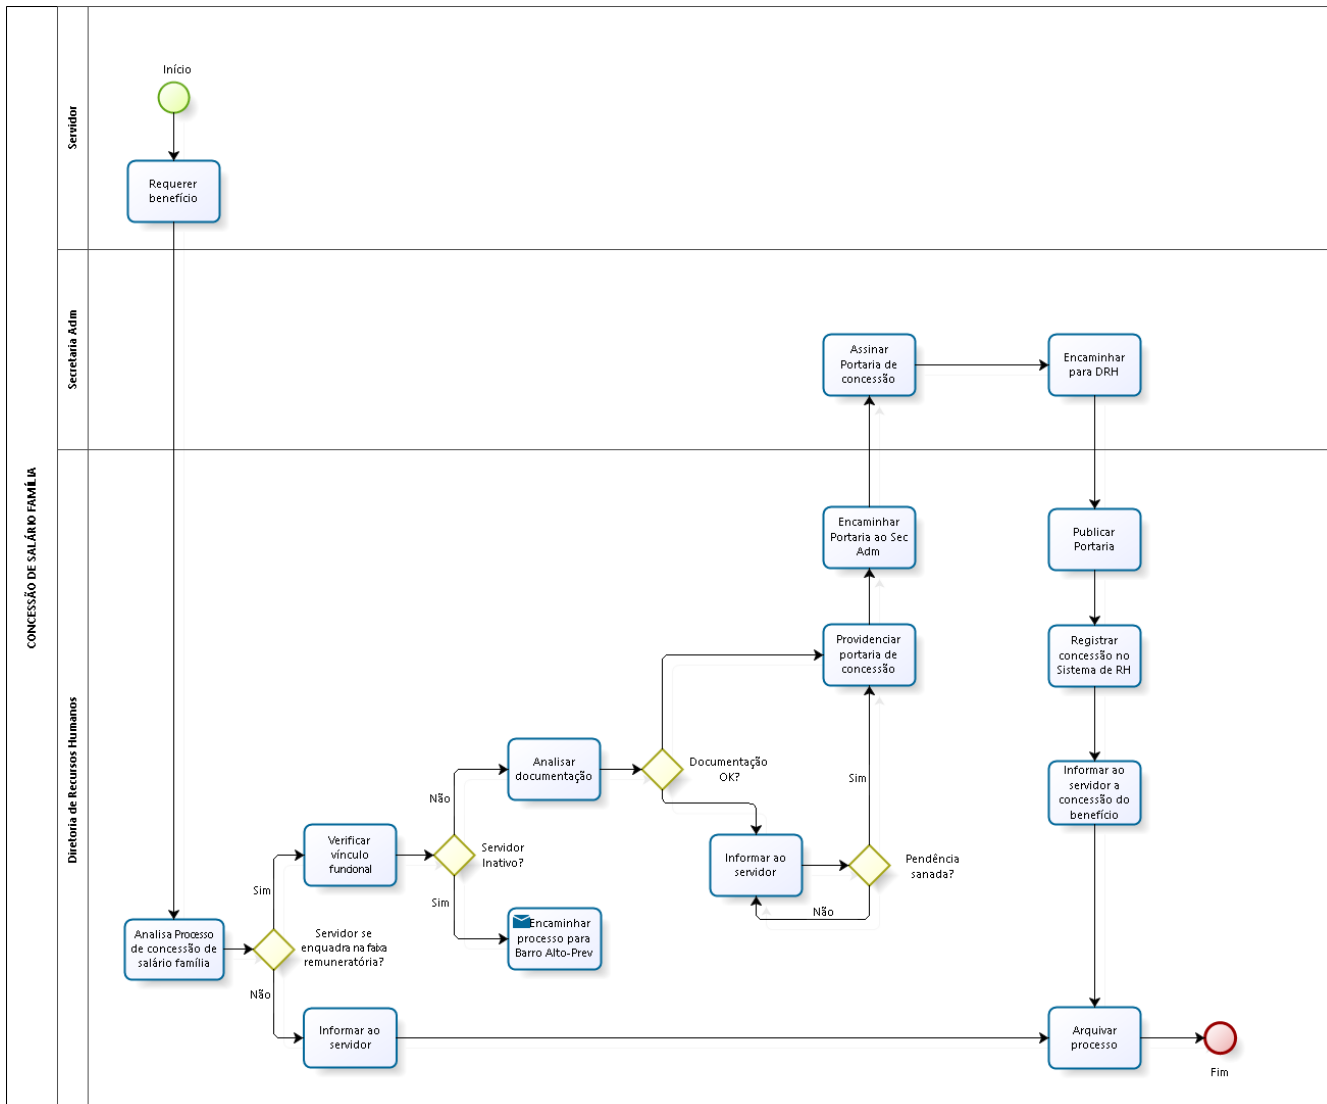 CONCESSÃO DE SALÁRIO FAMÍLIA
Servidor
Início
Requerer
benefício
Secretaria Adm
Assinar
Portaria de
concessão
Encaminhar
para DRH
Diretoria de Recursos Humanos
Encaminhar
Portaria ao Sec
Adm
Publicar
Portaria
Providenciar
portaria de
concessão
Registrar
concessão no
Sistema de RH
Analisar
documentação
Documentação
OK?
Sim
Informar ao
servidor a
concessão do
benefício
Não
Verificar
vínculo
funcional
Servidor
Inativo?
Informar ao
servidor
Pendência
sanada?
Não
Sim
Sim
Encaminhar
processo para
Barro Alto-Prev
Analisa Processo
de concessão de
salário família
Servidor se
enquadra na faixa
remuneratória?
Não
Informar ao
servidor
Arquivar
processo
Fim